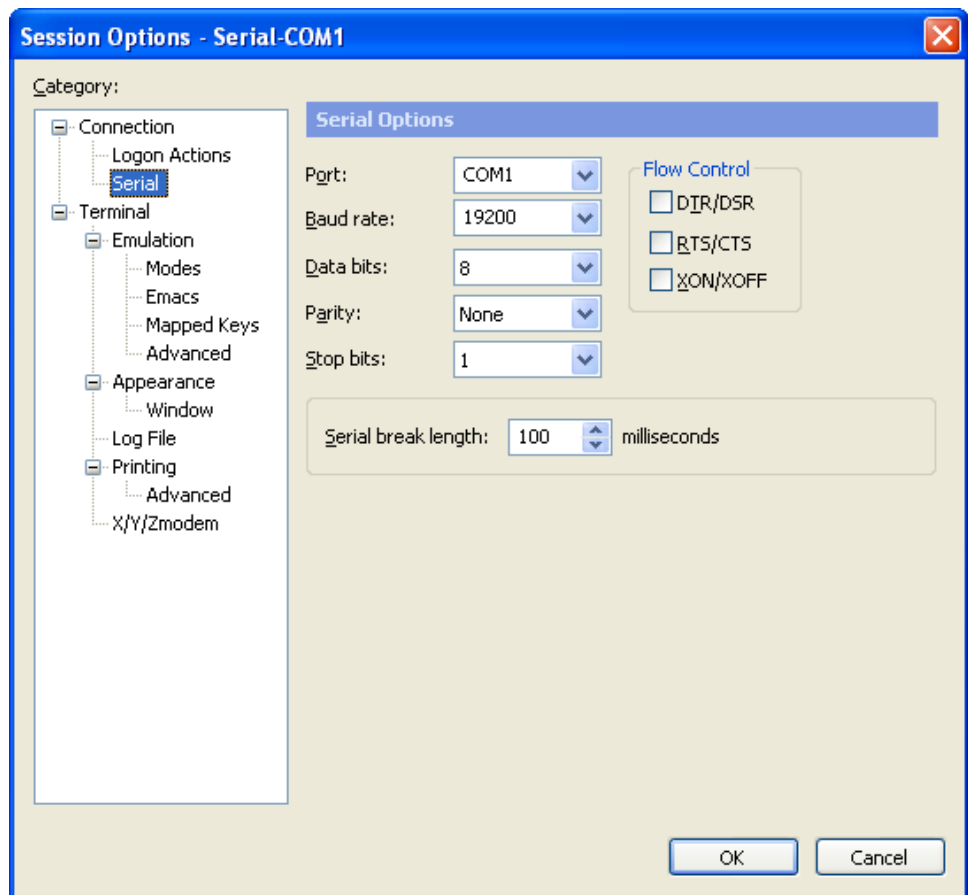 Session Options - Serial-COM1
Category:
Connection
Logon Actions
Serial
Terminal
Emulation
Modes
Emacs
Mapped Keys
Advanced
Appearance
Window
Log File
Printing
Advanced
X/Y/Zmodem
Serial Options
Port: COM1
Baud rate: 19200
Data bits: 8
Parity: None
Stop bits: 1
Flow Control
DTR/DSR
RTS/CTS
XON/XOFF
Serial break length: 100 milliseconds
OK Cancel